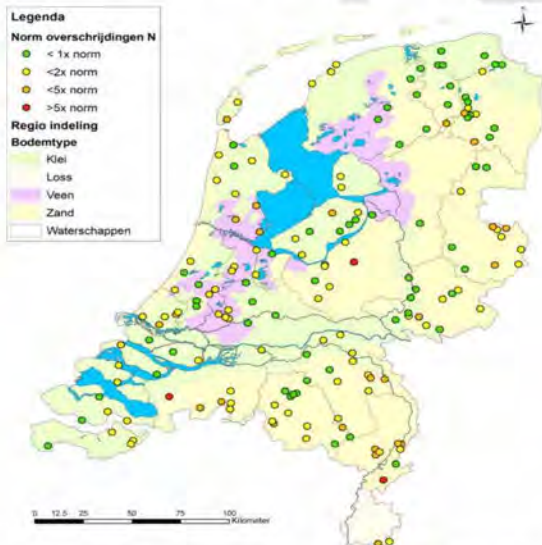 Legenda
Norm overschrijdingen N
< 1x norm
<2x norm
<5x norm
>5x norm
Regio indeling
Bodemtype
Klei
Loss
Veen
Zand
Waterschappen
N
0 12.5 25 50 75 100
Kilometer